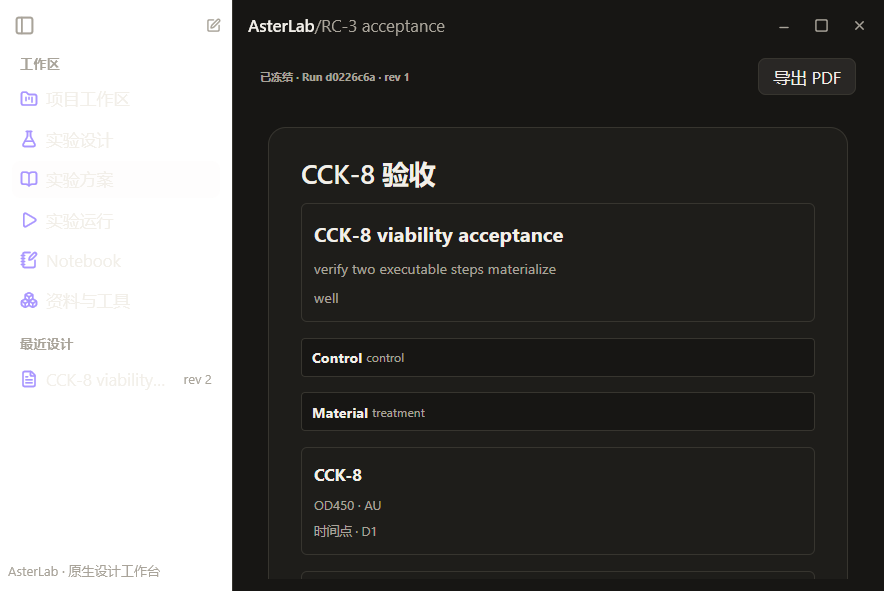 工作区
项目工作区
实验设计
实验方案
实验运行
Notebook
资料与工具
最近设计
CCK-8 viability... rev 2
AsterLab · 原生设计工作台
AsterLab/RC-3 acceptance
已冻结 · Run d0226c6a · rev 1
导出 PDF
CCK-8 验收
CCK-8 viability acceptance
verify two executable steps materialize
well
Control control
Material treatment
CCK-8
OD450 · AU
时间点 · D1